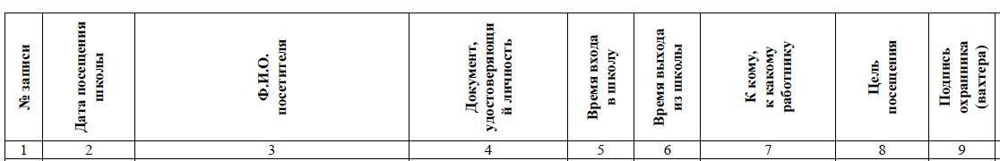 № записи
Дата посещения
школы
Ф.И.О.
посетителя
Документ,
удостоверяющи
й личность
Время входа
в школу
Время выхода
из школы
К кому,
к какому
работнику
Цель
посещения
Подпись
охранника
(вахтера)
1 2 3 4 5 6 7 8 9